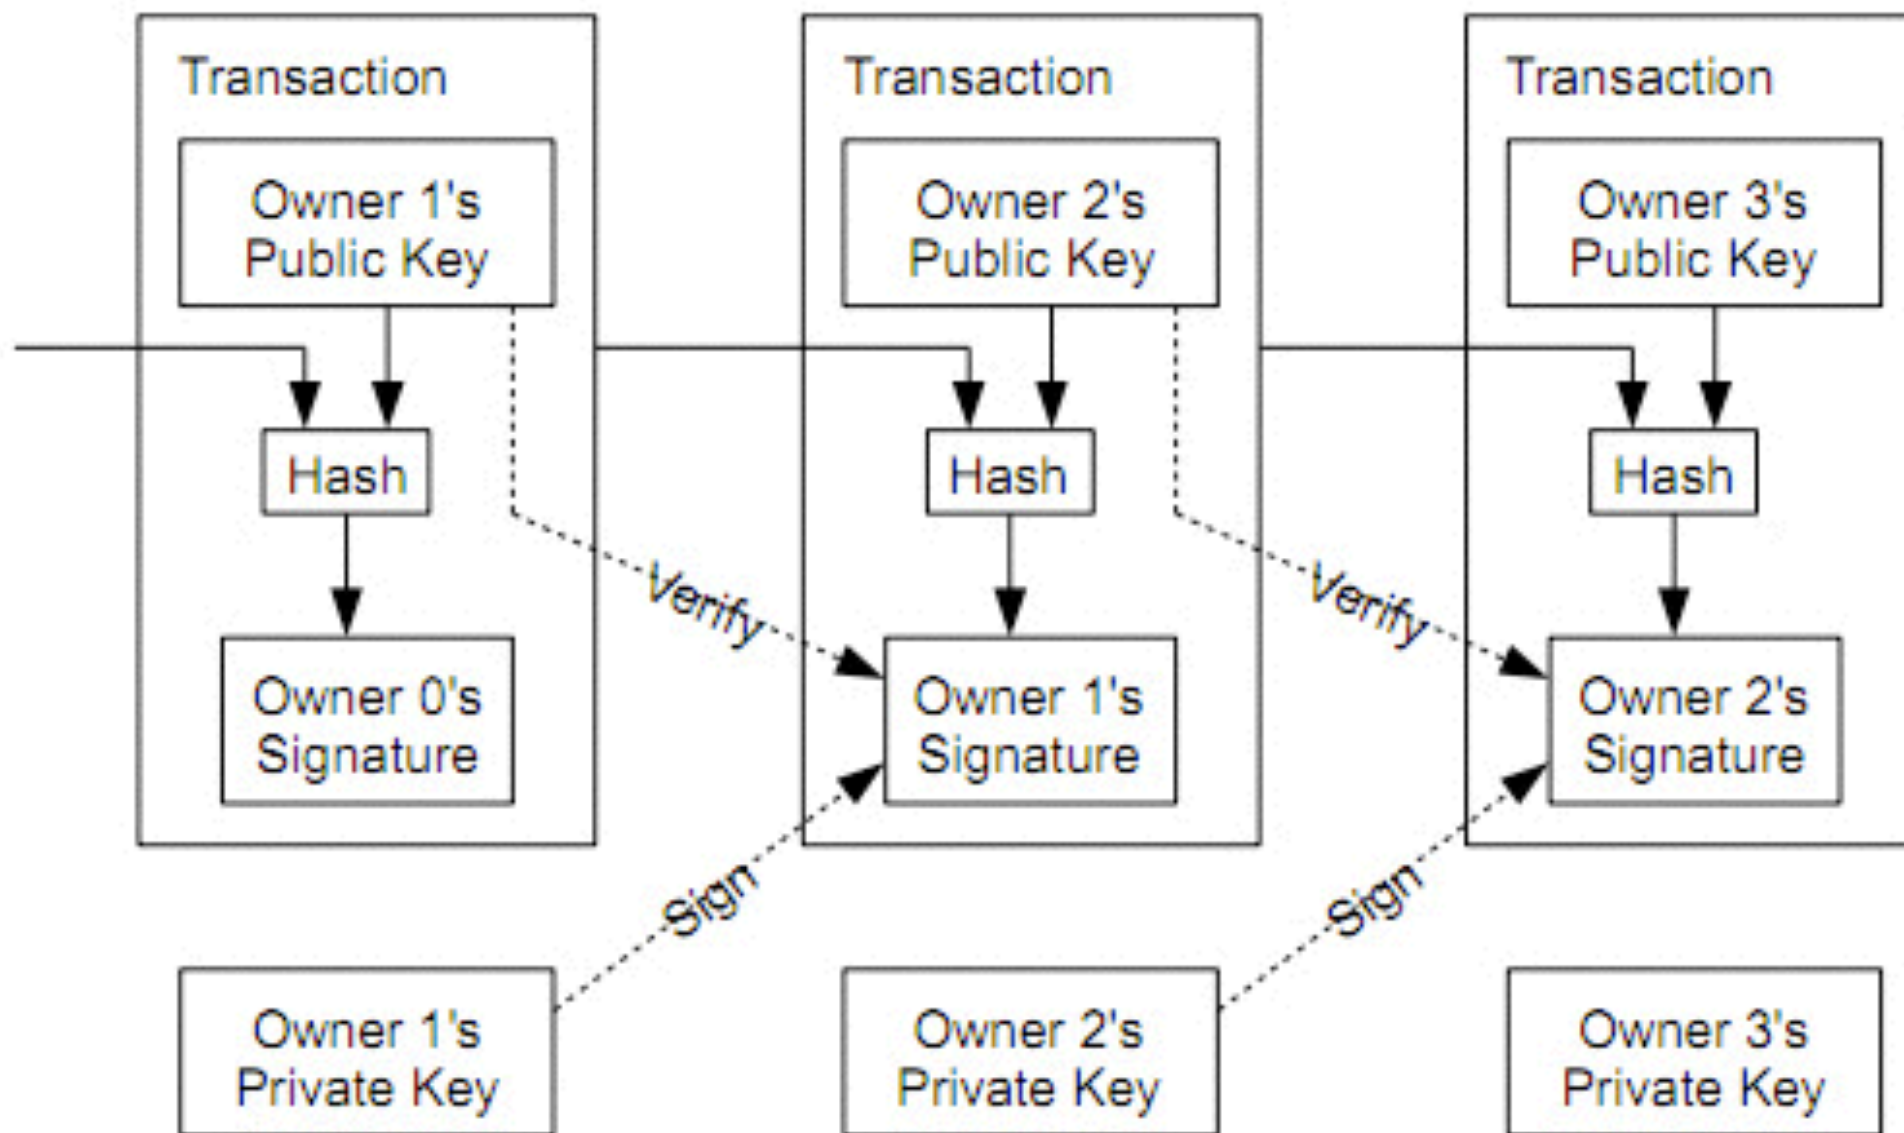 Transaction
Owner 1's
Public Key
Hash
Owner 0's
Signature
Transaction
Owner 2's
Public Key
Hash
Owner 1's
Signature
Transaction
Owner 3's
Public Key
Hash
Owner 2's
Signature
Verify
Verify
Sign
Sign
Owner 1's
Private Key
Owner 2's
Private Key
Owner 3's
Private Key